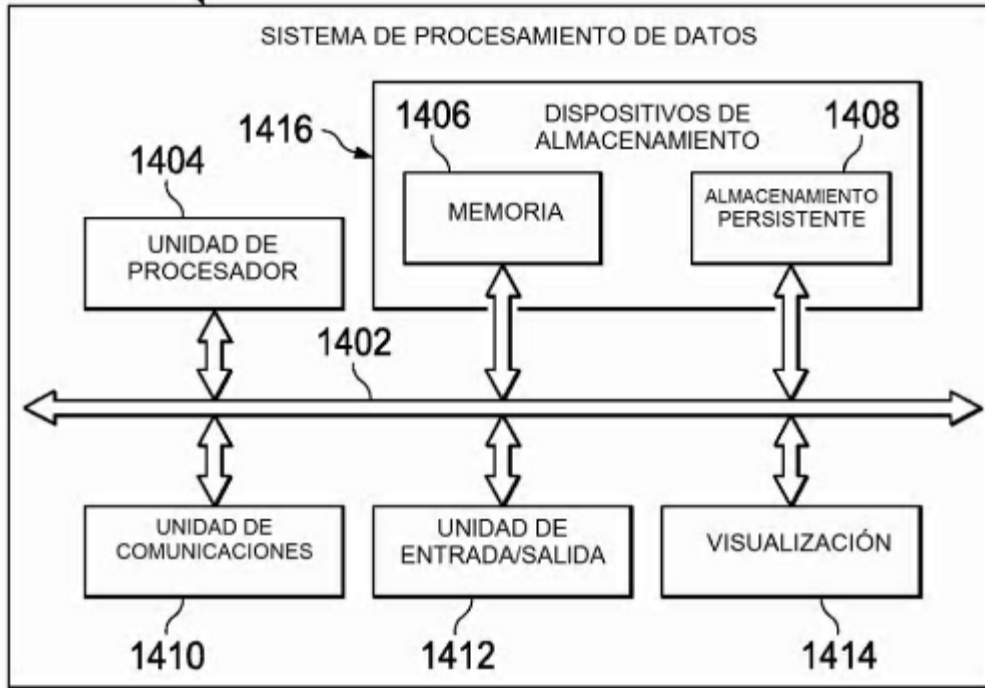 SISTEMA DE PROCESAMIENTO DE DATOS
1416
1406
DISPOSITIVOS DE
ALMACENAMIENTO
1408
1404
MEMORIA
ALMACENAMIENTO
PERSISTENTE
UNIDAD DE
PROCESADOR
1402
UNIDAD DE
COMUNICACIONES
UNIDAD DE
ENTRADA/SALIDA
VISUALIZACIÓN
1410
1412
1414